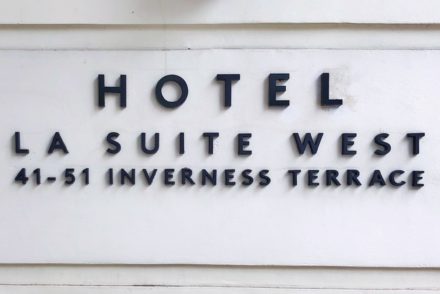 HOTEL
LA SUITE WEST
41-51 INVERNESS TERRACE